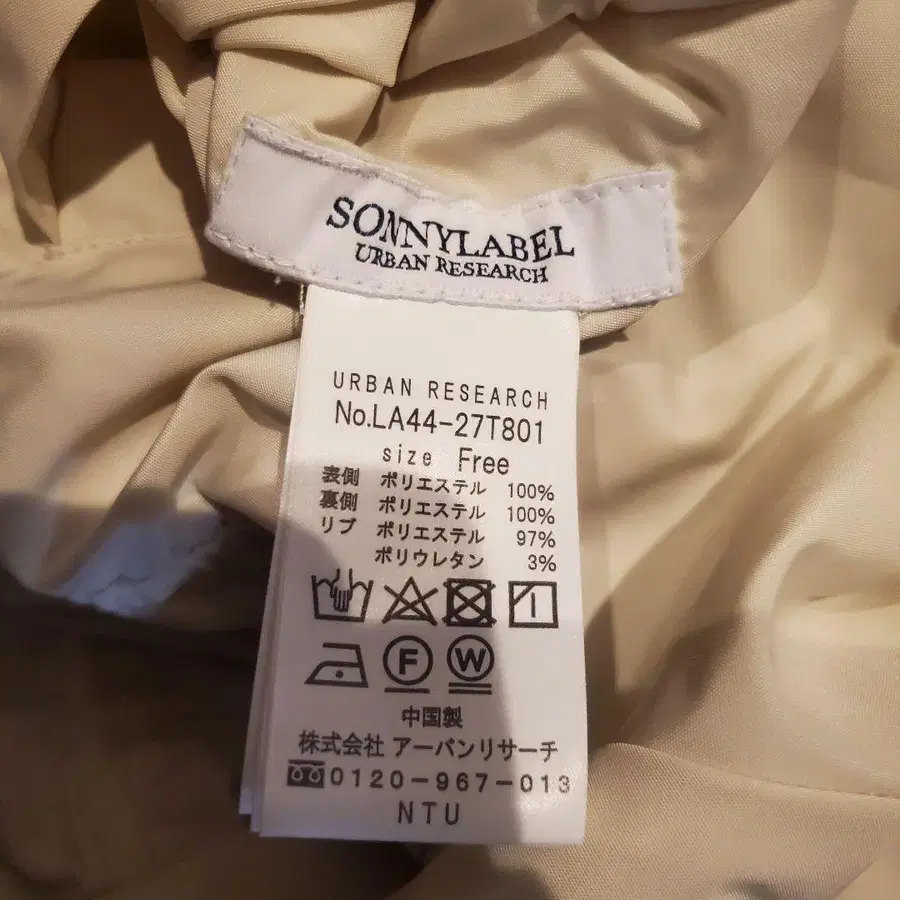 SONNYLABEL
URBAN RESEARCH
URBAN RESEARCH
No.LA44-27T801
size Free
表側 ポリエステル 100%
裏側 ポリエステル 100%
リブ ポリエステル 97%
ポリウレタン 3%
F W
中国製
株式会社 アーバンリサーチ
0120-967-013
NTU